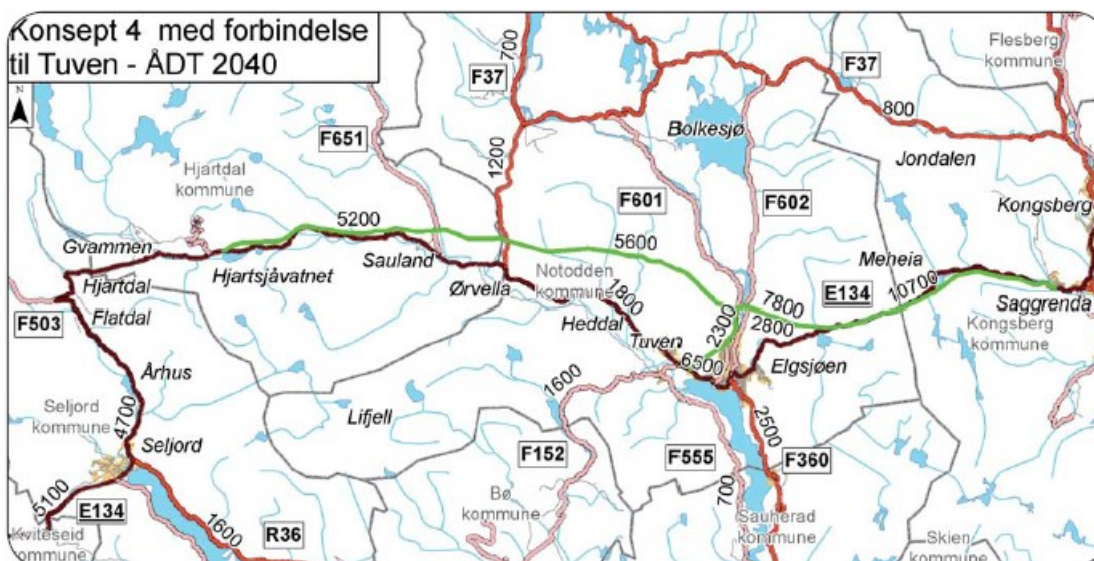 Konsept 4 med forbindelse
til Tuven - ÅDT 2040
N
700
F37
F37
Flesberg
kommune
800
Bolkesjø
F651
1200
Jondalen
Hjartdal
kommune
F601
F602
Kongsberg
5200
5600
Gvammen
Sauland
Meheia
Hjartsjåvatnet
Notodden
kommune
7800
E134
10700
Hjartdal
Ørvella
1800
2800
Saggrenda
F503
Flatdal
Heddal
2300
Kongsberg
kommune
Tuven
6500
Elgsjøen
Århus
1600
Seljord
kommune
4700
Lifjell
2500
Seljord
F152
F555
F360
5100
E134
700
Bø
kommune
Kviteseid
kommune
1600
R36
Sauherad
kommune
Skien
kommune